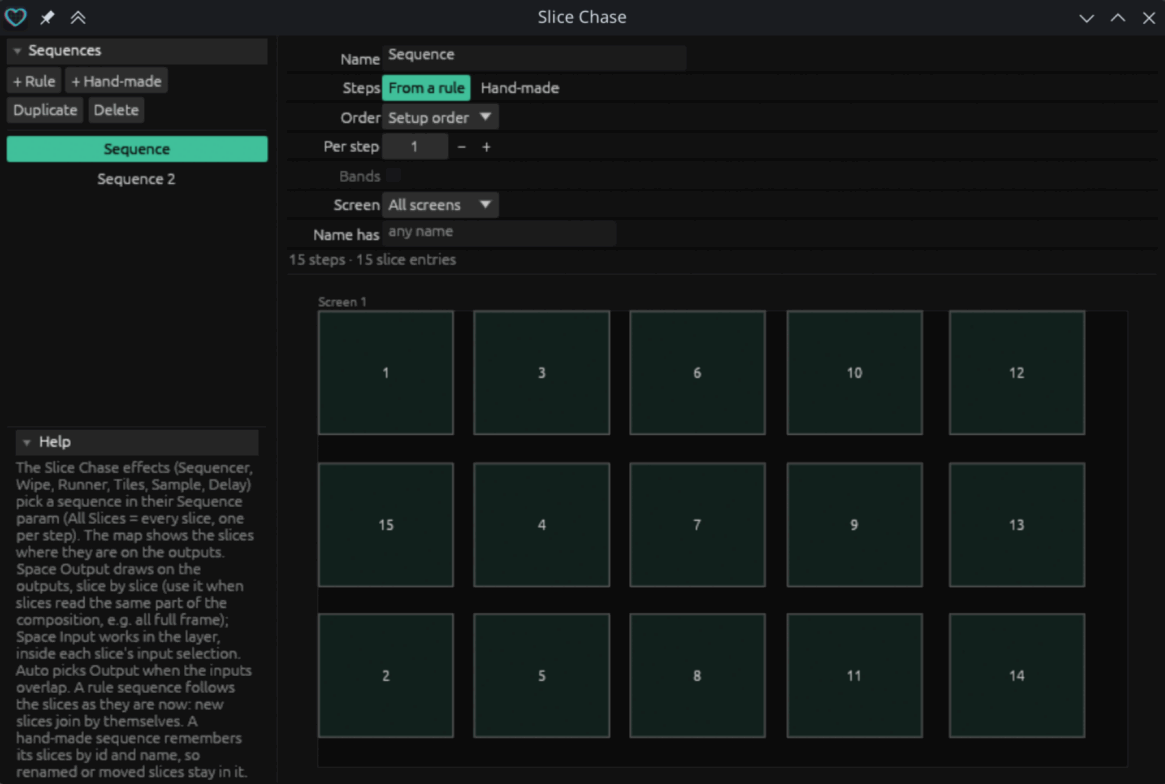 Slice Chase
Sequences
+ Rule
+ Hand-made
Duplicate
Delete
Sequence
Sequence 2
Help
The Slice Chase effects (Sequencer,
Wipe, Runner, Tiles, Sample, Delay)
pick a sequence in their Sequence
param (All Slices = every slice, one
per step). The map shows the slices
where they are on the outputs.
Space Output draws on the
outputs, slice by slice (use it when
slices read the same part of the
composition, e.g. all full frame);
Space Input works in the layer,
inside each slice's input selection.
Auto picks Output when the inputs
overlap. A rule sequence follows
the slices as they are now: new
slices join by themselves. A
hand-made sequence remembers
its slices by id and name, so
renamed or moved slices stay in it.
Name Sequence
Steps From a rule Hand-made
Order Setup order
Per step 1 − +
Bands
Screen All screens
Name has any name
15 steps · 15 slice entries
Screen 1
1 3 6 10 12
15 4 7 9 13
2 5 8 11 14